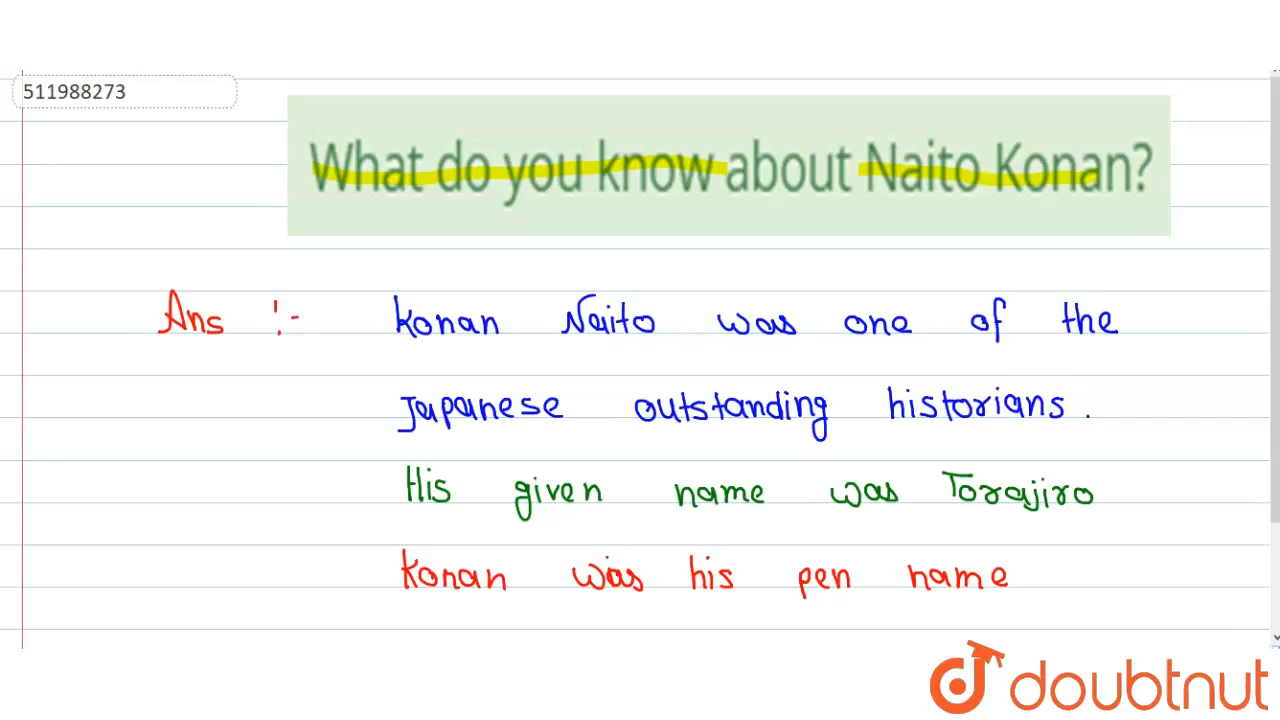 511988273
What do you know about Naito Konan?
Ans :- Konan Naito was one of the
Japanese outstanding historians.
His given name was Torajiro
Konan was his pen name
doubtnut